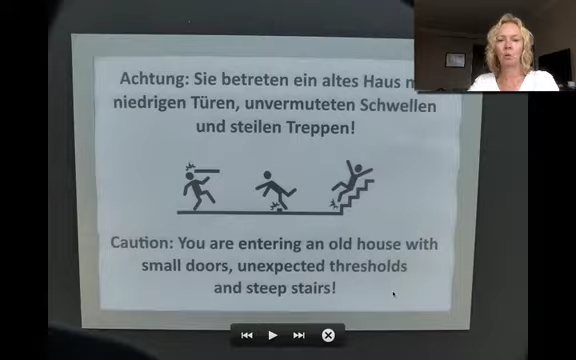 Achtung: Sie betreten ein altes Haus
niedrigen Türen, unvermuteten Schwellen
und steilen Treppen!
Caution: You are entering an old house with
small doors, unexpected thresholds
and steep stairs!